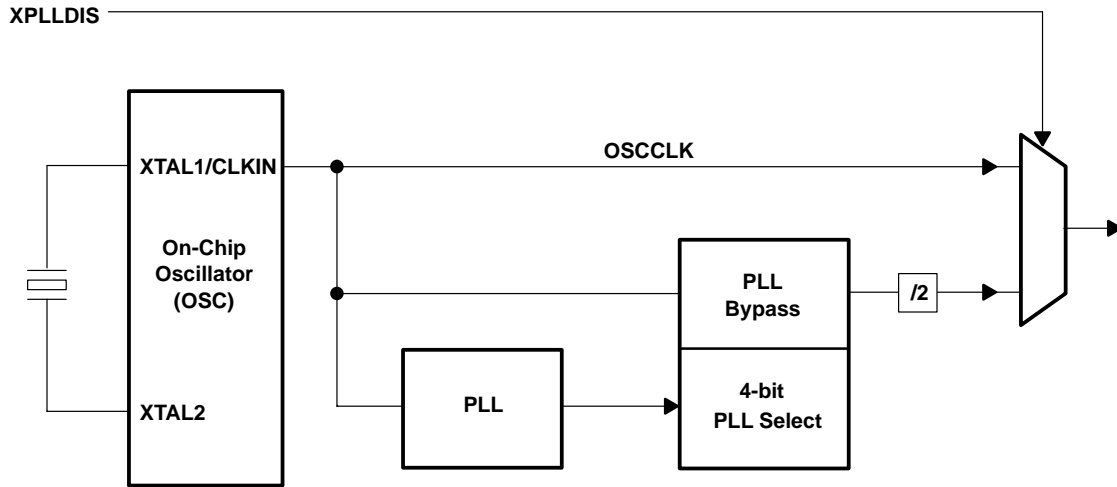 XPLLDIS
XTAL1/CLKIN
OSCCLK
On-Chip
Oscillator
(OSC)
PLL
Bypass
/2
XTAL2
PLL
4-bit
PLL Select